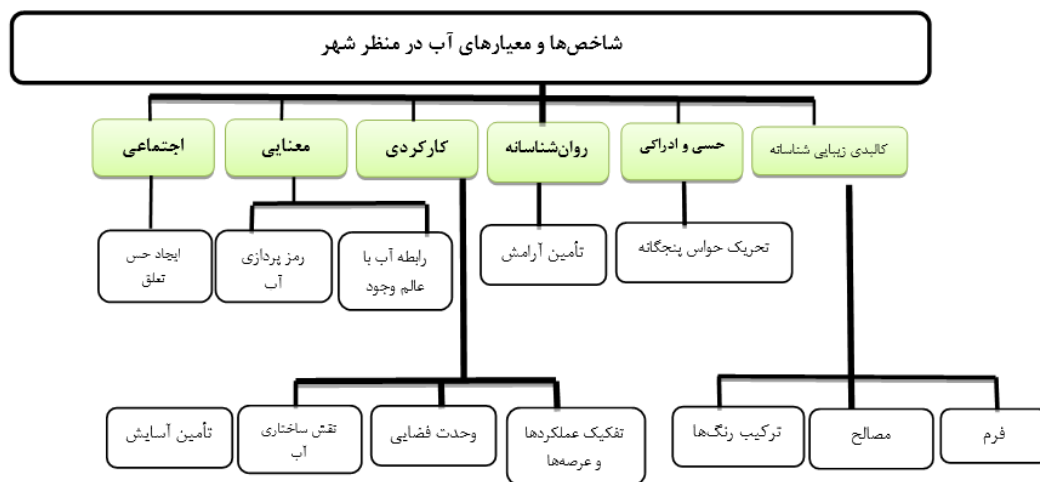 شاخص‌ها و معیارهای آب در منظر شهر
کالبدی زیبایی شناسانه
حسی و ادراکی
روان‌شناسانه
کارکردی
معنایی
اجتماعی
تحریک حواس پنجگانه
تأمین آرامش
رابطه آب با
عالم وجود
رمز پردازی
آب
ایجاد حس
تعلق
فرم
مصالح
ترکیب رنگ‌ها
تفکیک عملکردها
و عرصه‌ها
وحدت فضایی
نقش ساختاری
آب
تأمین آسایش